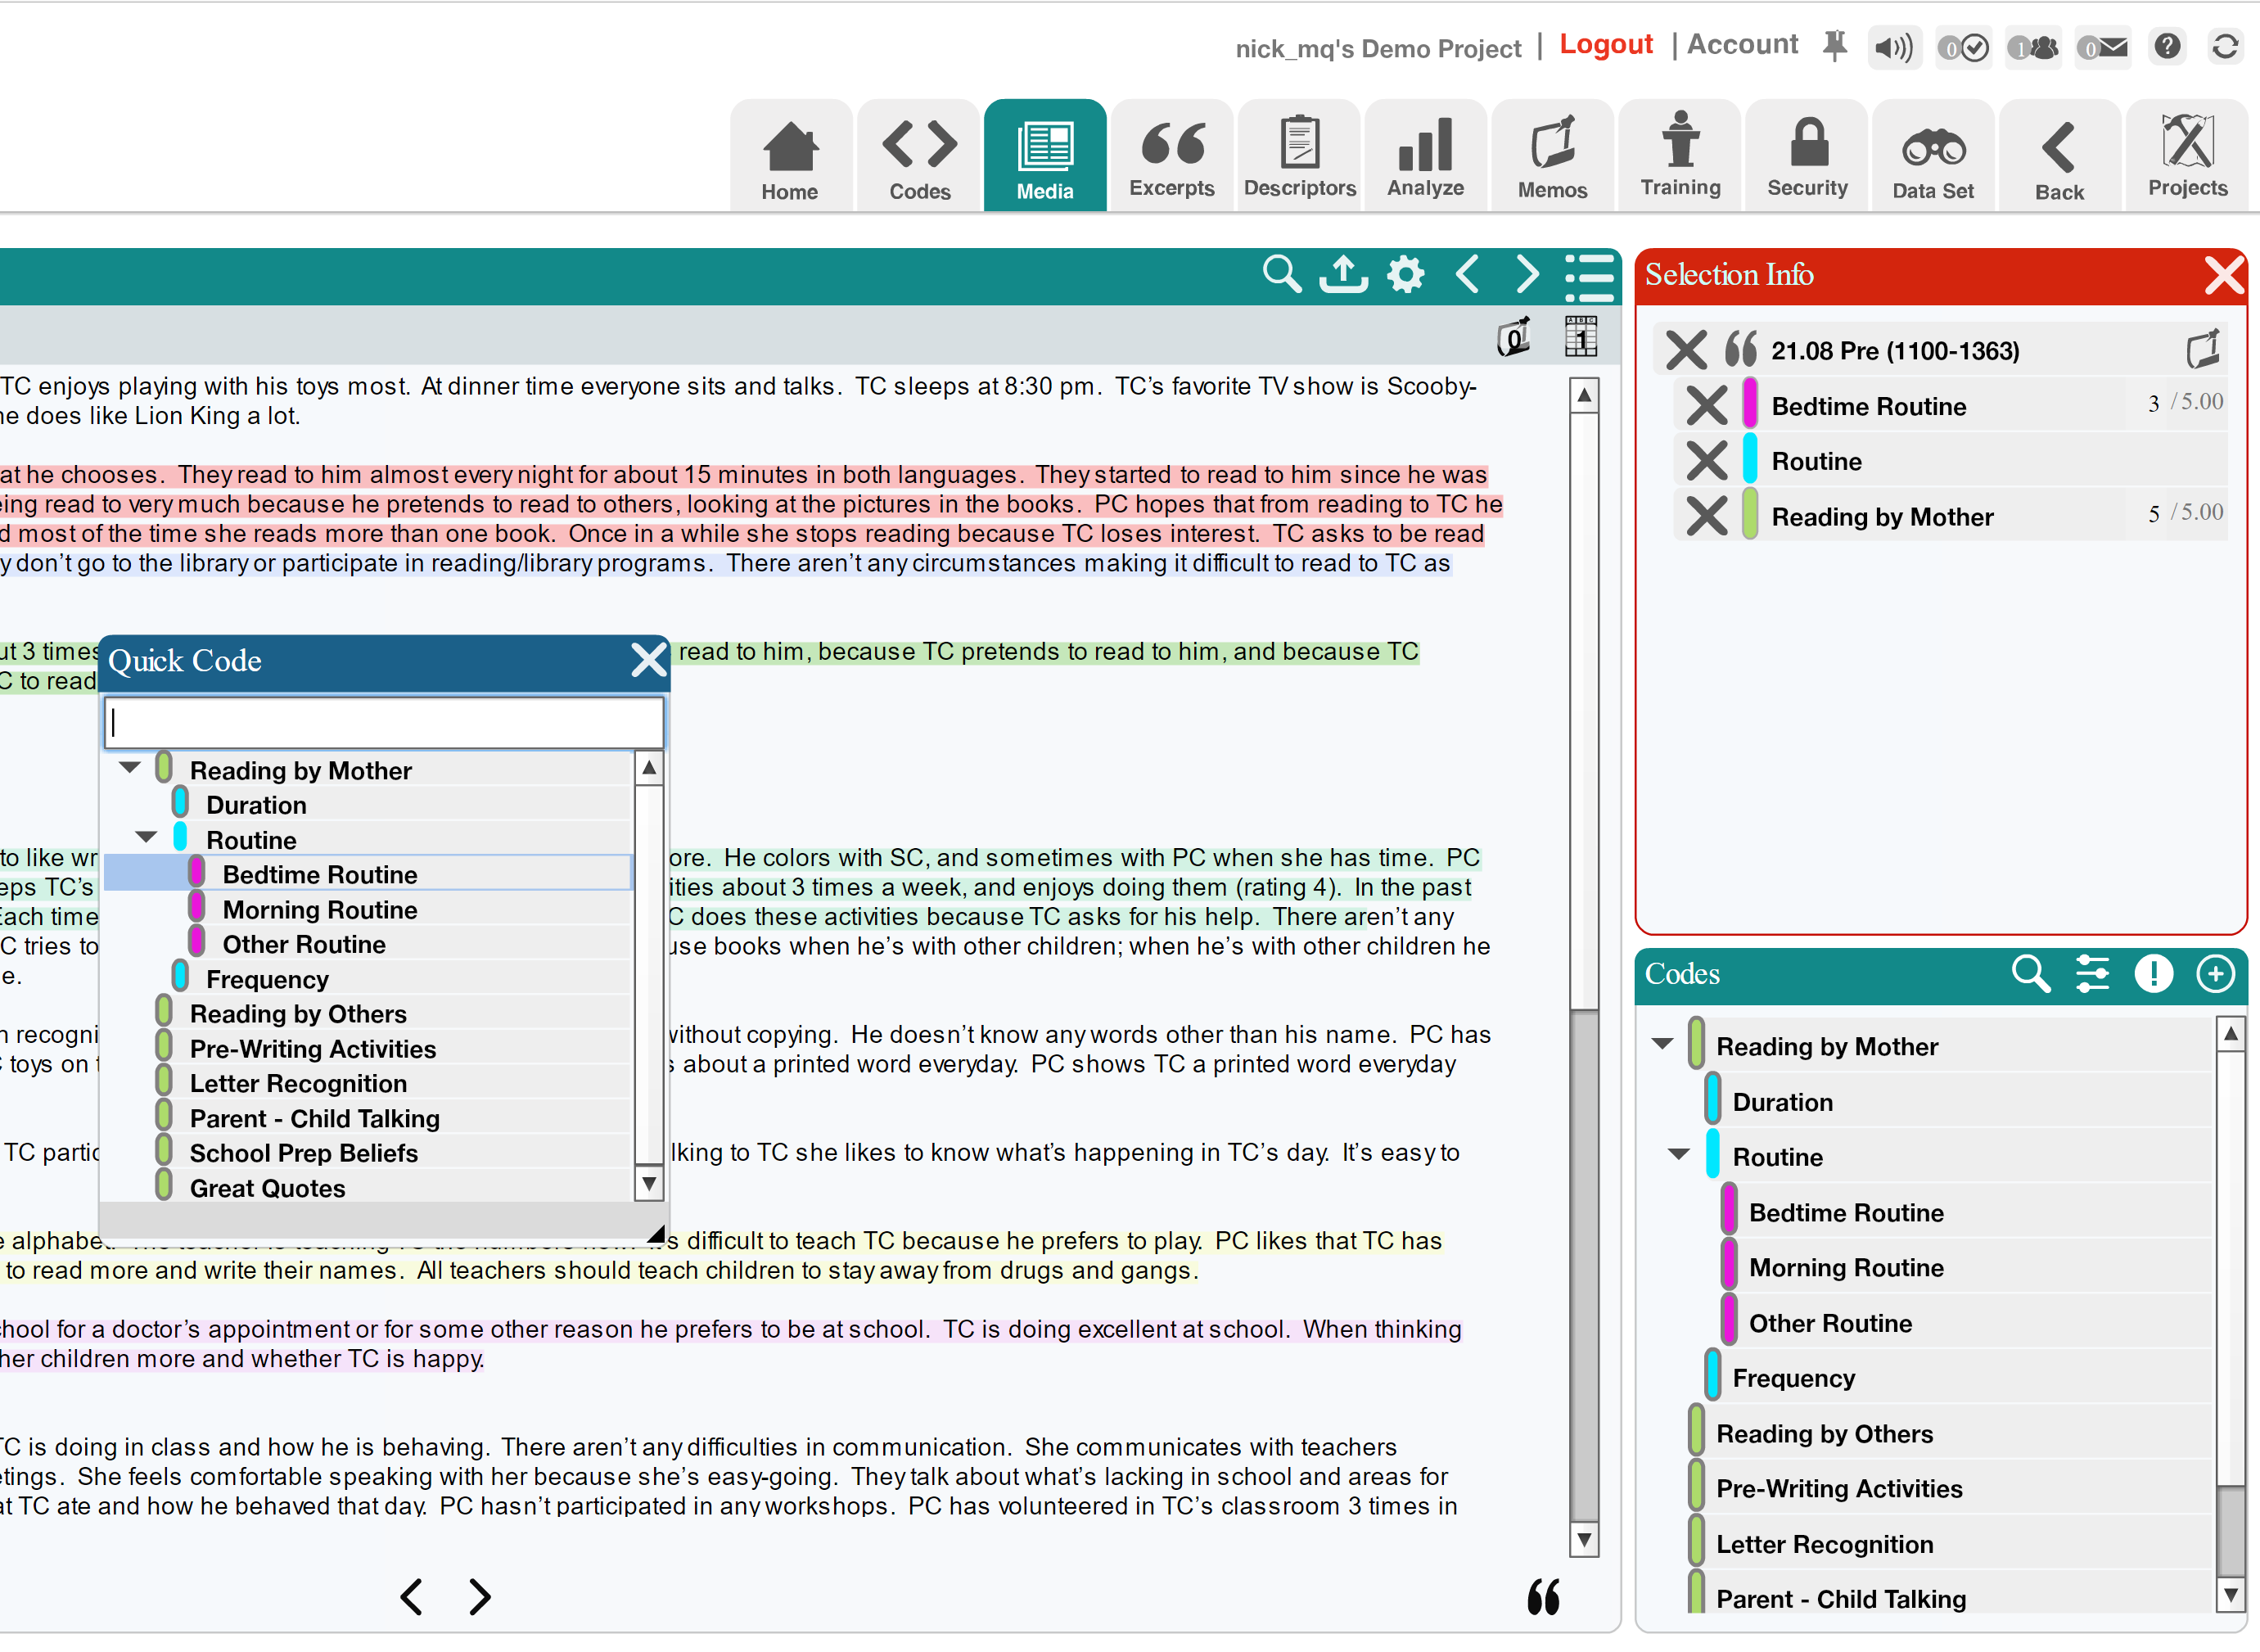 nick_mq's Demo Project | Logout | Account 0 1 0 ?
Home Codes Media Excerpts Descriptors Analyze Memos Training Security Data Set Back Projects
0 A B C 1
TC enjoys playing with his toys most. At dinner time everyone sits and talks. TC sleeps at 8:30 pm. TC's favorite TV show is Scooby-
he does like Lion King a lot.
at he chooses. They read to him almost every night for about 15 minutes in both languages. They started to read to him since he was
eing read to very much because he pretends to read to others, looking at the pictures in the books. PC hopes that from reading to TC he
d most of the time she reads more than one book. Once in a while she stops reading because TC loses interest. TC asks to be read
y don't go to the library or participate in reading/library programs. There aren't any circumstances making it difficult to read to TC as
ut 3 times read to him, because TC pretends to read to him, and because TC
C to read
to like wr ore. He colors with SC, and sometimes with PC when she has time. PC
eps TC's ities about 3 times a week, and enjoys doing them (rating 4). In the past
Each time C does these activities because TC asks for his help. There aren't any
C tries to use books when he's with other children; when he's with other children he
e.
n recogni without copying. He doesn't know any words other than his name. PC has
toys on t s about a printed word everyday. PC shows TC a printed word everyday
TC partic lking to TC she likes to know what's happening in TC's day. It's easy to
e alphabet. s difficult to teach TC because he prefers to play. PC likes that TC has
to read more and write their names. All teachers should teach children to stay away from drugs and gangs.
chool for a doctor's appointment or for some other reason he prefers to be at school. TC is doing excellent at school. When thinking
her children more and whether TC is happy.
TC is doing in class and how he is behaving. There aren't any difficulties in communication. She communicates with teachers
etings. She feels comfortable speaking with her because she's easy-going. They talk about what's lacking in school and areas for
at TC ate and how he behaved that day. PC hasn't participated in any workshops. PC has volunteered in TC's classroom 3 times in
Quick Code
Reading by Mother
Duration
Routine
Bedtime Routine
Morning Routine
Other Routine
Frequency
Reading by Others
Pre-Writing Activities
Letter Recognition
Parent - Child Talking
School Prep Beliefs
Great Quotes
Selection Info
21.08 Pre (1100-1363)
Bedtime Routine 3 / 5.00
Routine
Reading by Mother 5 / 5.00
Codes
Reading by Mother
Duration
Routine
Bedtime Routine
Morning Routine
Other Routine
Frequency
Reading by Others
Pre-Writing Activities
Letter Recognition
Parent - Child Talking